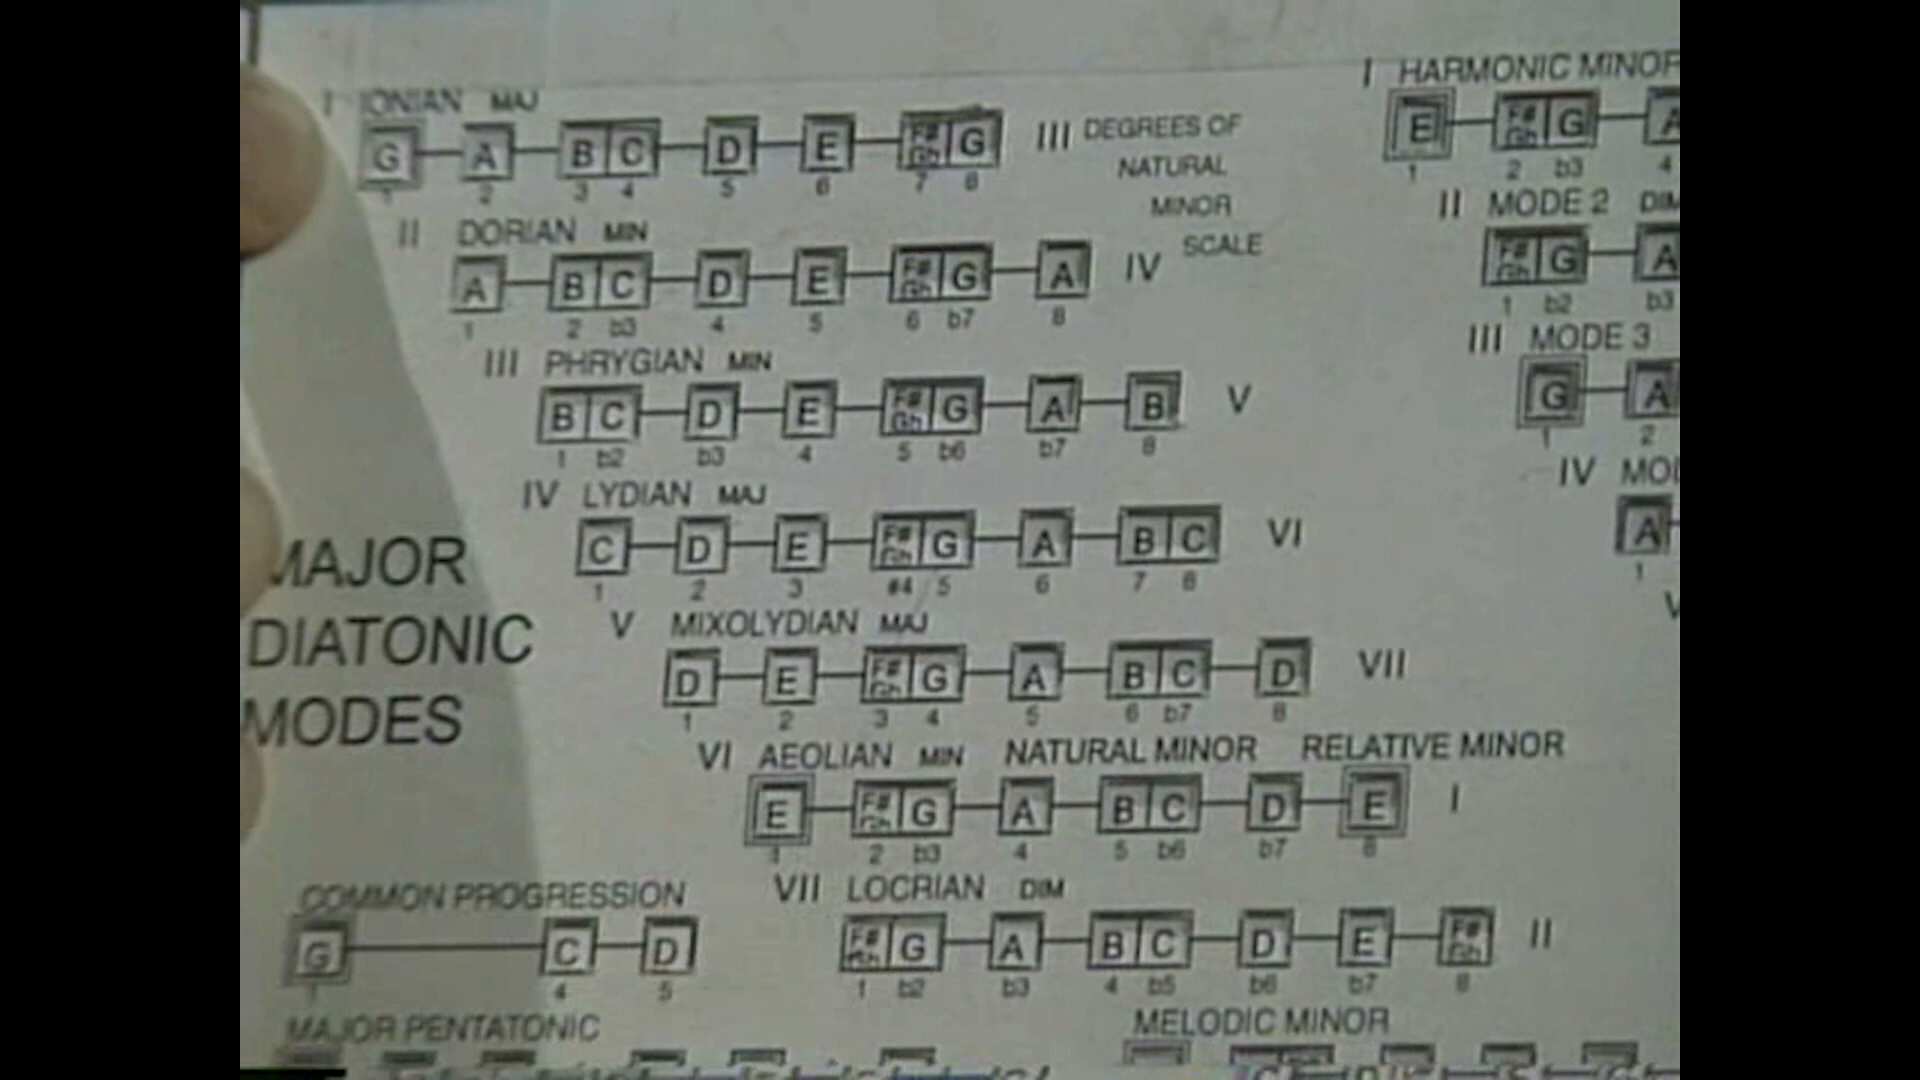 I IONIAN MAJ
G A B C D E F# Gb G III DEGREES OF
1 2 3 4 5 6 7 8 NATURAL
MINOR
SCALE
II DORIAN MIN
A B C D E F# Gb G A IV
1 2 b3 4 5 6 b7 8
III PHRYGIAN MIN
B C D E F# Gb G A B V
1 b2 b3 4 5 b6 b7 8
IV LYDIAN MAJ
C D E F# Gb G A B C VI
1 2 3 #4 5 6 7 8
V MIXOLYDIAN MAJ
D E F# Gb G A B C D VII
1 2 3 4 5 6 b7 8
VI AEOLIAN MIN NATURAL MINOR RELATIVE MINOR
E F# Gb G A B C D E I
1 2 b3 4 5 b6 b7 8
VII LOCRIAN DIM
F# Gb G A B C D E F# Gb II
1 b2 b3 4 b5 b6 b7 8
MAJOR
DIATONIC
MODES
COMMON PROGRESSION
G C D
1 4 5
MAJOR PENTATONIC
MELODIC MINOR
I HARMONIC MINOR
E F# Gb G A
1 2 b3 4
II MODE 2 DIM
F# Gb G A
1 b2 b3
III MODE 3
G A
1 2
IV
A
1
V